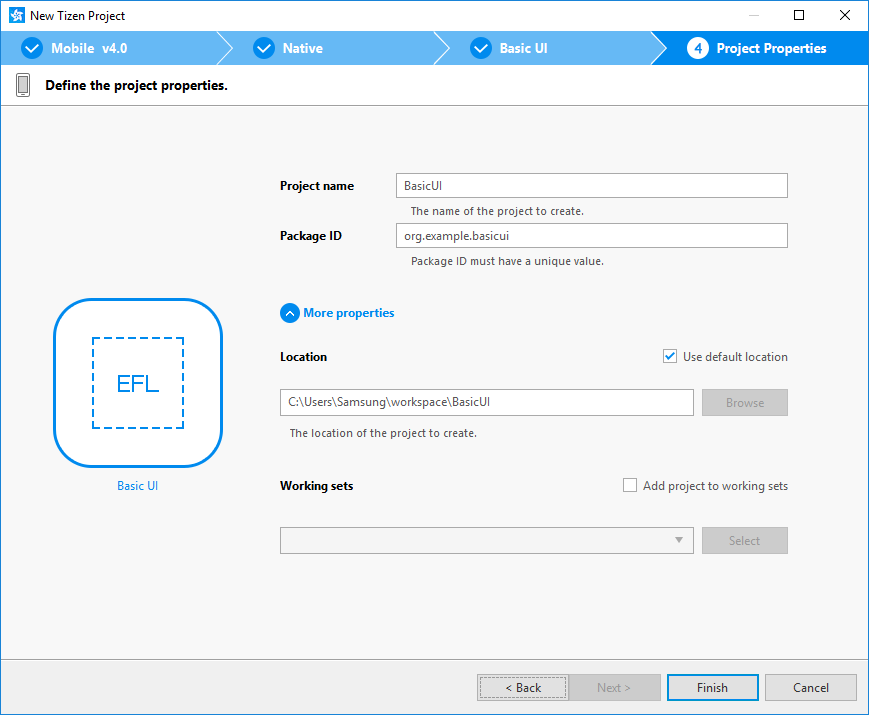 New Tizen Project
Mobile v4.0
Native
Basic UI
4 Project Properties
Define the project properties.
Project name
BasicUI
The name of the project to create.
Package ID
org.example.basicui
Package ID must have a unique value.
More properties
Location
Use default location
C:\Users\Samsung\workspace\BasicUI
Browse
The location of the project to create.
EFL
Basic UI
Working sets
Add project to working sets
Select
< Back
Next >
Finish
Cancel